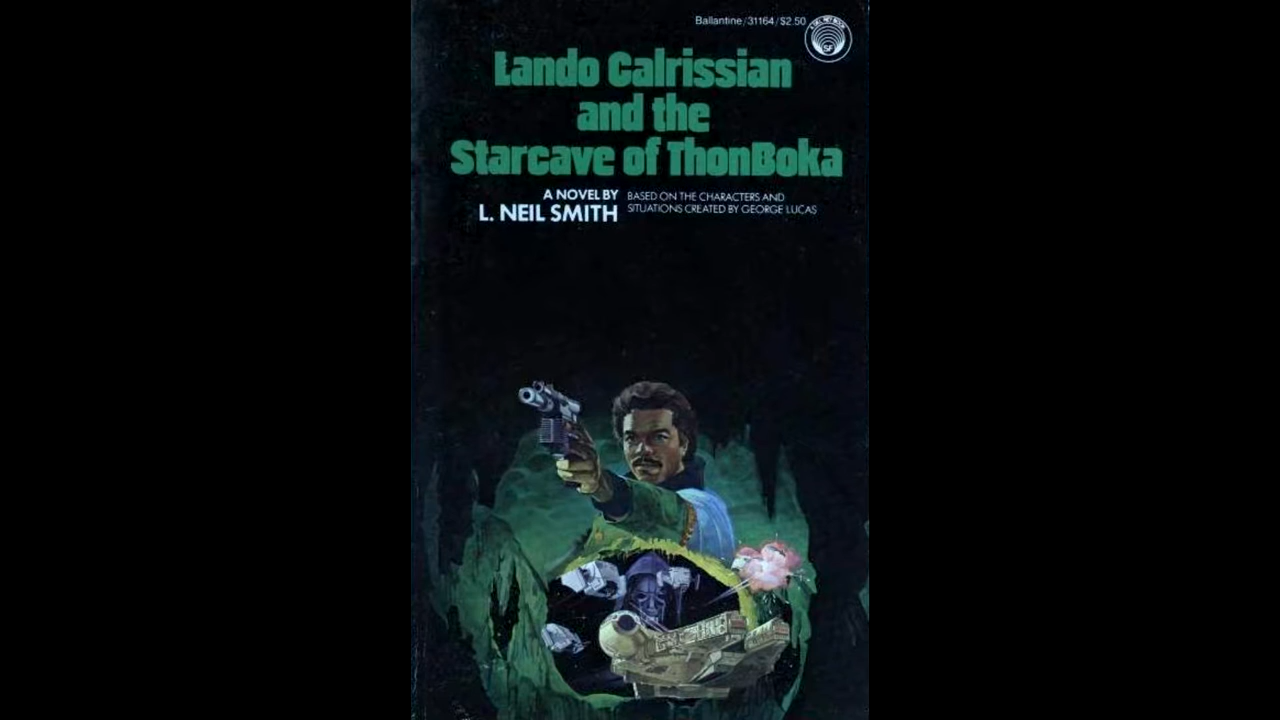 Ballantine/31164/$2.50
SF
Lando Calrissian
and the
Starcave of ThonBoka
A NOVEL BY
L. NEIL SMITH
BASED ON THE CHARACTERS AND
SITUATIONS CREATED BY GEORGE LUCAS